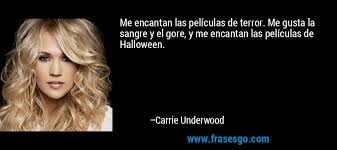 Me encantan las películas de terror. Me gusta la
sangre y el gore, y me encantan las películas de
Halloween.
–Carrie Underwood
www.frasesgo.com